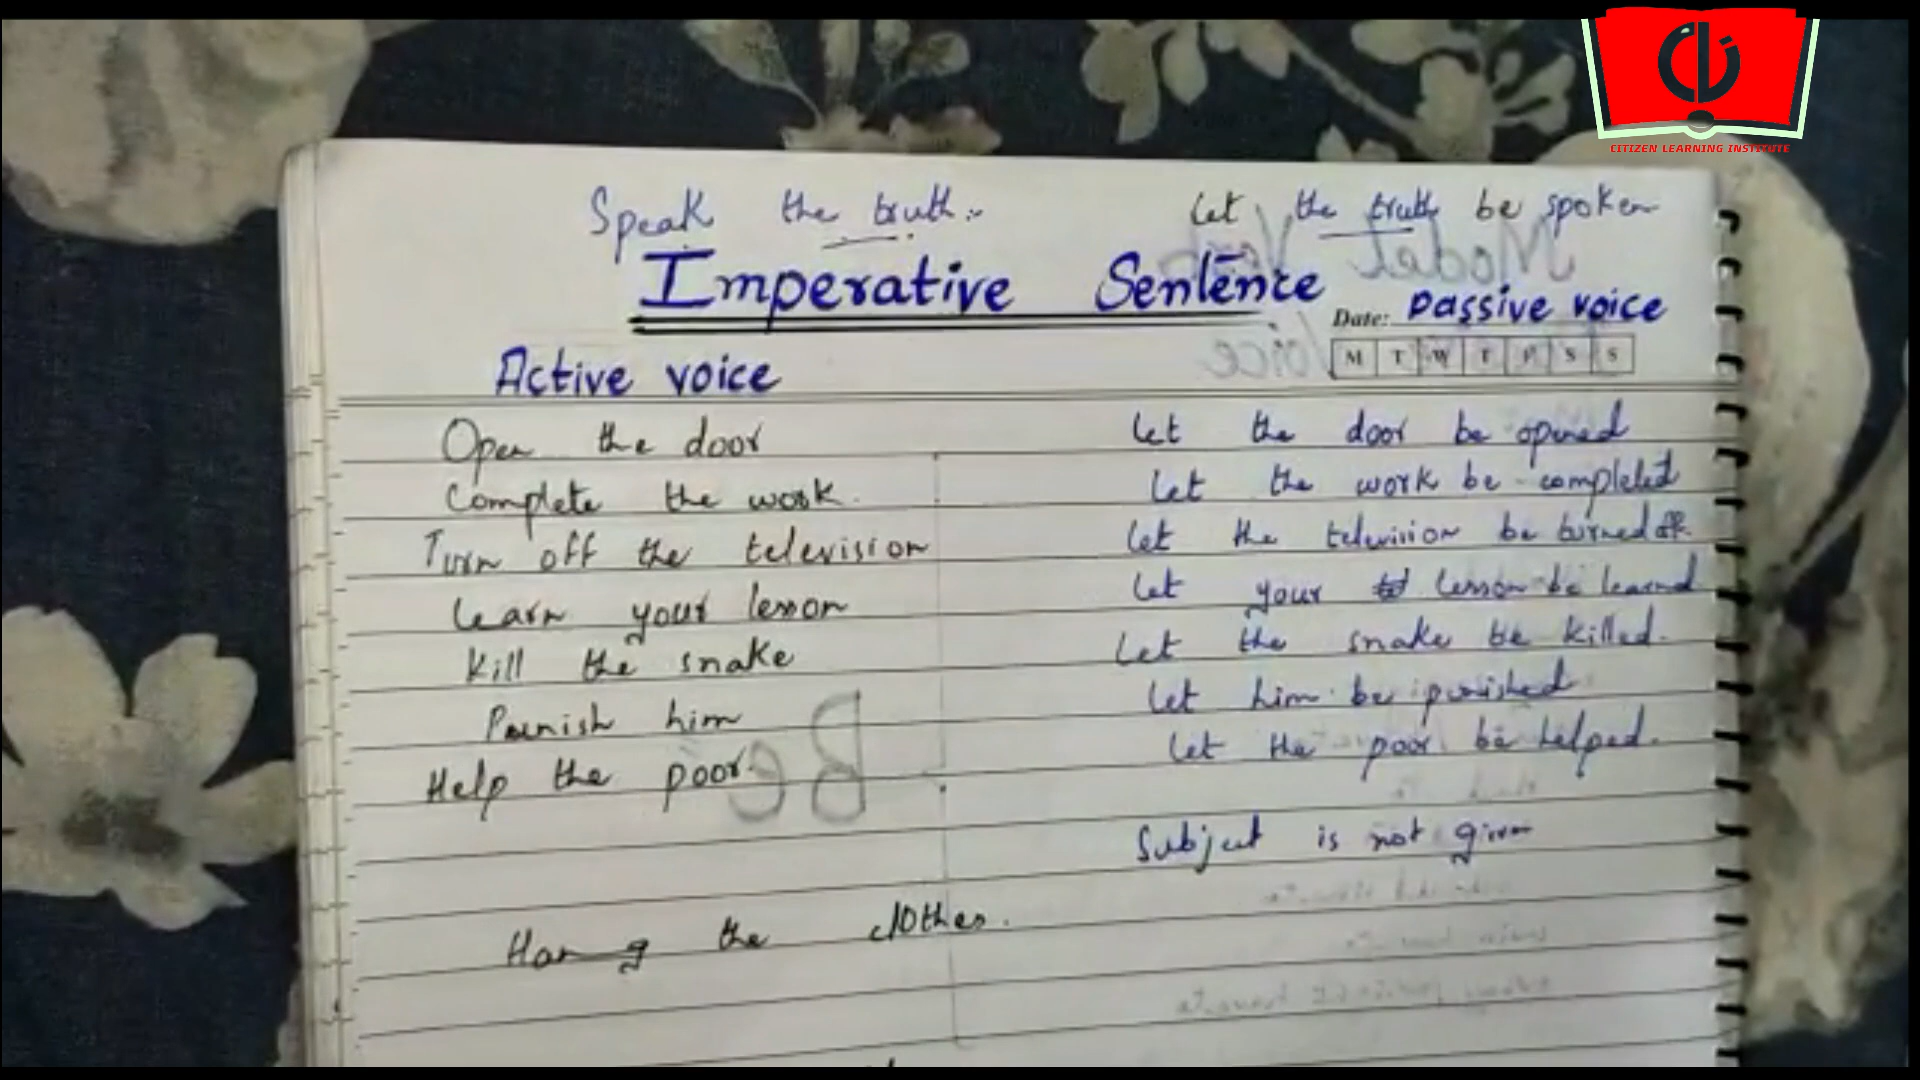 CITIZEN LEARNING INSTITUTE
Speak the truth. Let the truth be spoken
Imperative Sentence
Date: Passive voice
M T W T F S S
Active voice
Open the door Let the door be opened
Complete the work. Let the work be completed
Turn off the television Let the television be turned off.
Learn your lesson Let your lesson be learned
Kill the snake Let the snake be killed.
Punish him Let him be punished
Help the poor. Let the poor be helped.
Subject is not given
Hang the clothes.